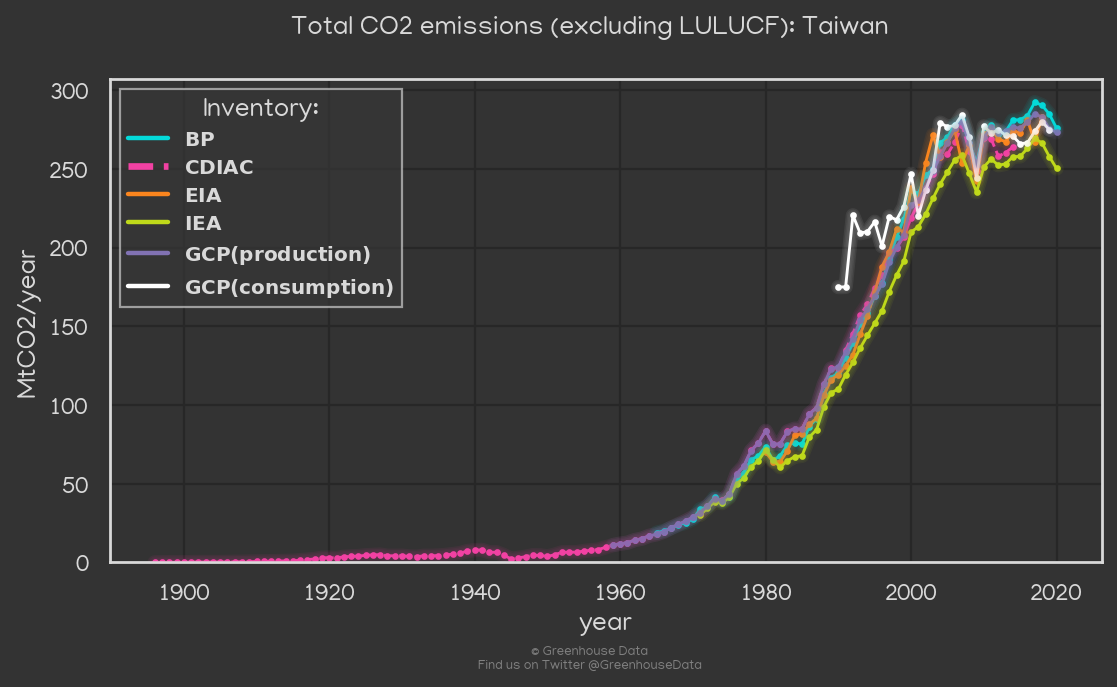 Total CO2 emissions (excluding LULUCF): Taiwan
Inventory:
BP
CDIAC
EIA
IEA
GCP(production)
GCP(consumption)
MtCO2/year
300
250
200
150
100
50
0
1900 1920 1940 1960 1980 2000 2020
year
© Greenhouse Data
Find us on Twitter @GreenhouseData